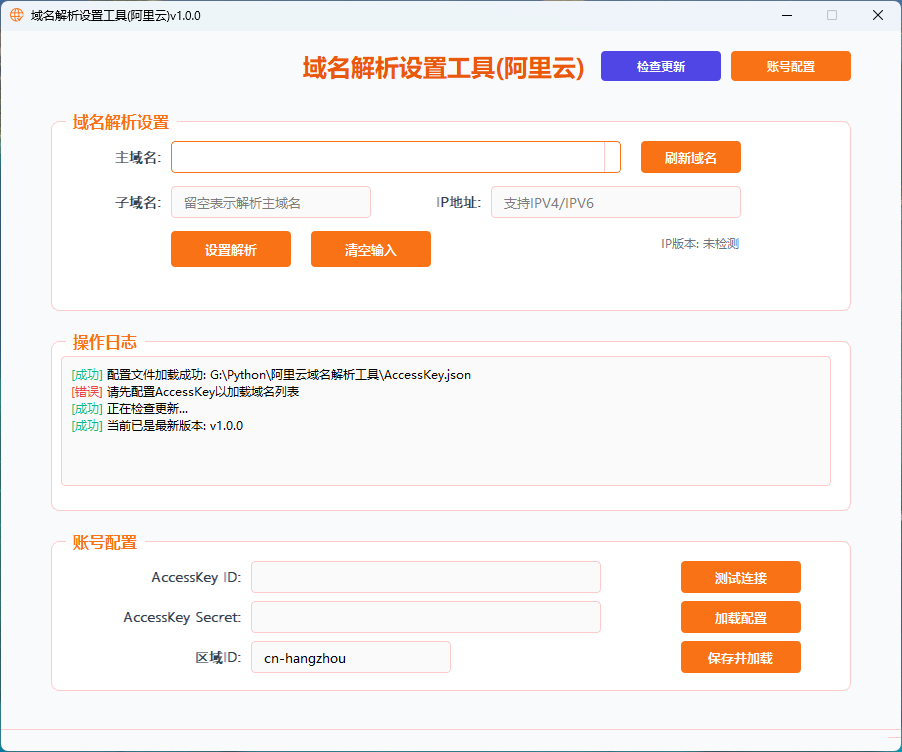 域名解析设置工具(阿里云)v1.0.0
域名解析设置工具(阿里云) 检查更新 账号配置
域名解析设置
主域名: 刷新域名
子域名: 留空表示解析主域名 IP地址: 支持IPV4/IPV6
设置解析 清空输入 IP版本: 未检测
操作日志
[成功] 配置文件加载成功: G:\Python\阿里云域名解析工具\AccessKey.json
[错误] 请先配置AccessKey以加载域名列表
[成功] 正在检查更新...
[成功] 当前已是最新版本: v1.0.0
账号配置
AccessKey ID: 测试连接
AccessKey Secret: 加载配置
区域ID: cn-hangzhou 保存并加载